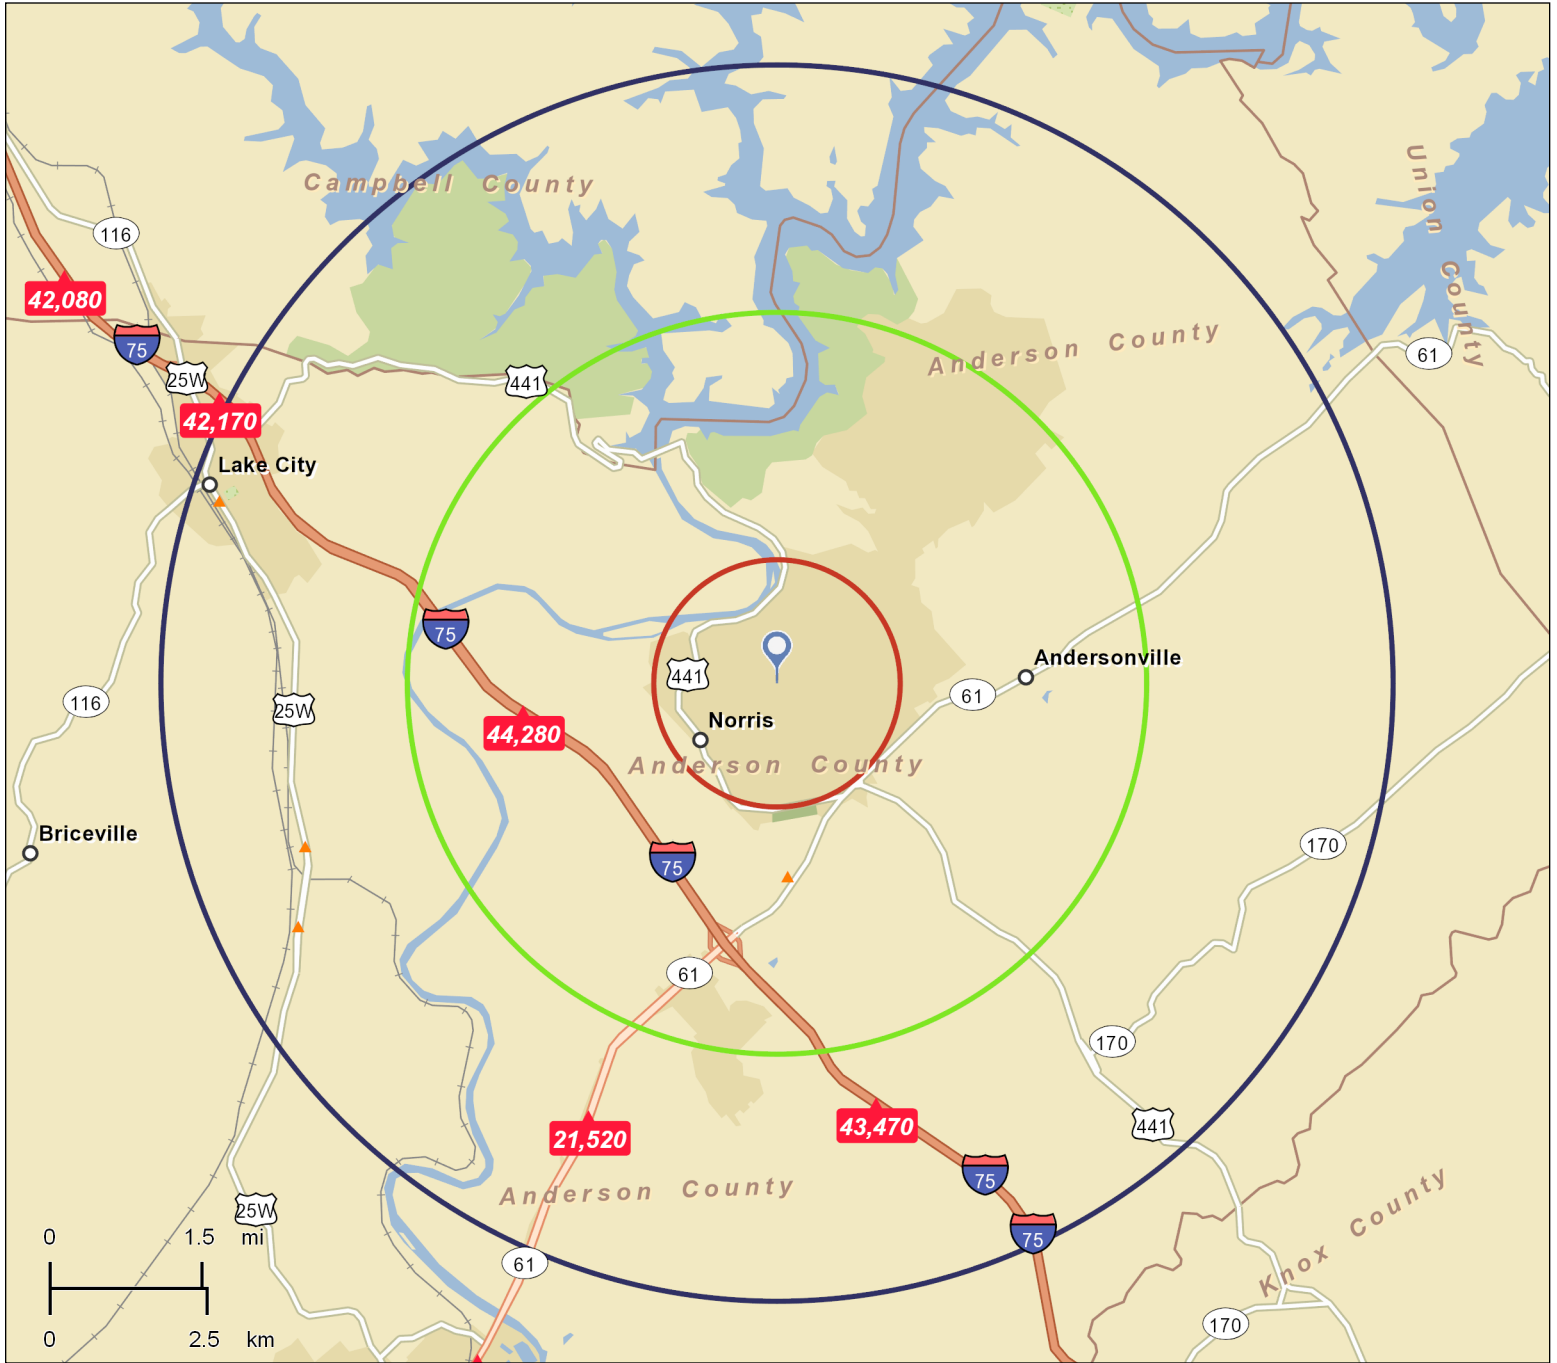 Campbell County
Union County
116
42,080
75
25W
441
Anderson County
61
42,170
Lake City
75
441
Andersonville
61
116
25W
Norris
44,280
Anderson County
Briceville
75
170
61
170
43,470
441
21,520
75
Anderson County
25W
75
Knox County
61
170
0 1.5 mi
0 2.5 km